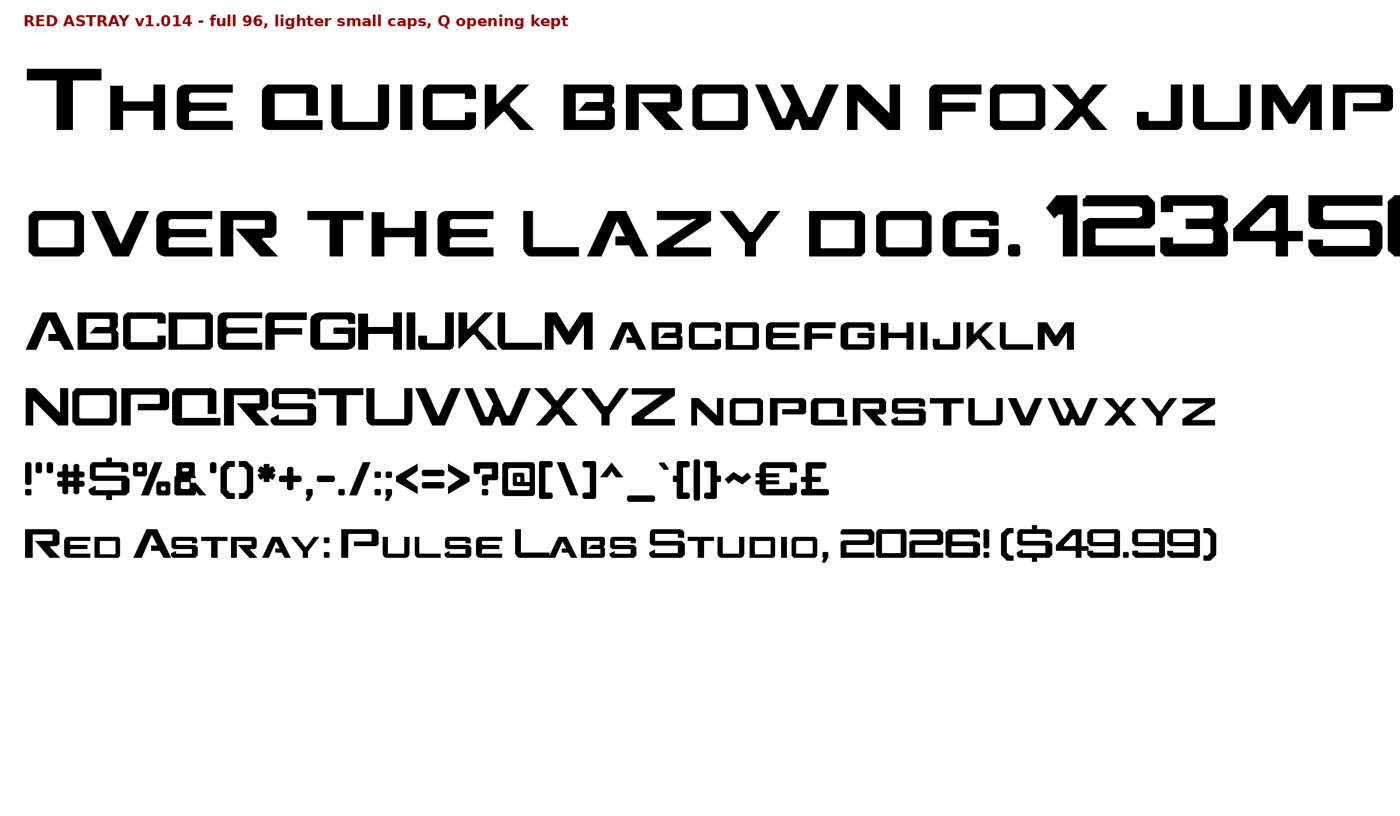 RED ASTRAY v1.014 - full 96, lighter small caps, Q opening kept
The quick brown fox jump
over the lazy dog. 12345
ABCDEFGHIJKLM abcdefghijklm
NOPQRSTUVWXYZ nopqrstuvwxyz
!"#$%&'()*+,-./:;<=>?@[\]^_`{|}~€£
Red Astray: Pulse Labs Studio, 2026! ($49.99)